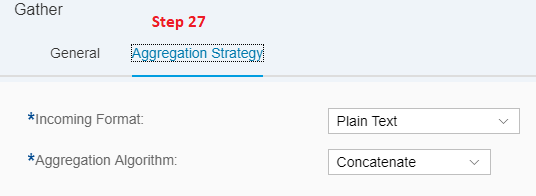 Gather
Step 27
General Aggregation Strategy
*Incoming Format: Plain Text
*Aggregation Algorithm: Concatenate